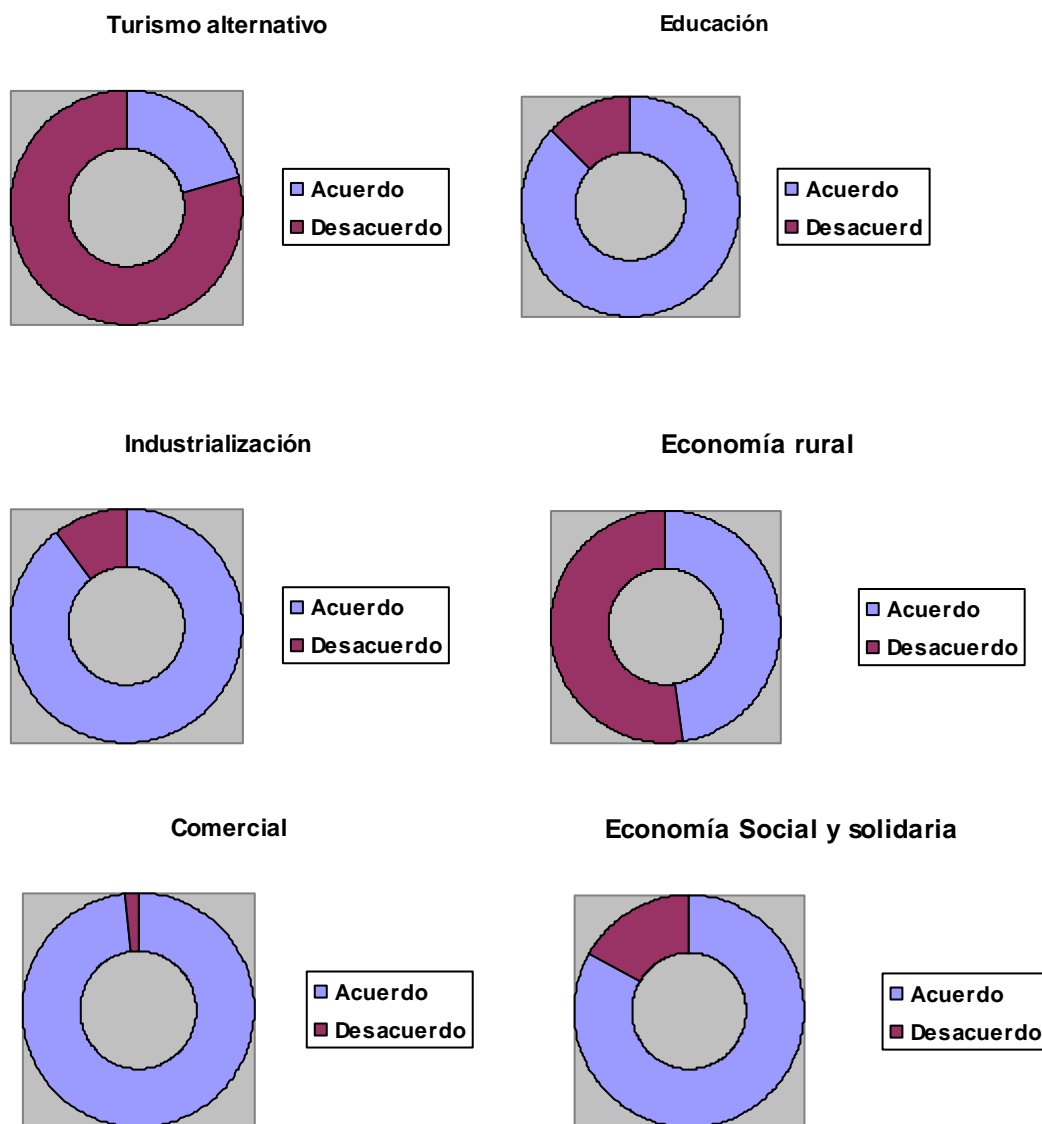 Turismo alternativo
Acuerdo
Desacuerdo
Educación
Acuerdo
Desacuerd
Industrialización
Acuerdo
Desacuerdo
Economía rural
Acuerdo
Desacuerdo
Comercial
Acuerdo
Desacuerdo
Economía Social y solidaria
Acuerdo
Desacuerdo